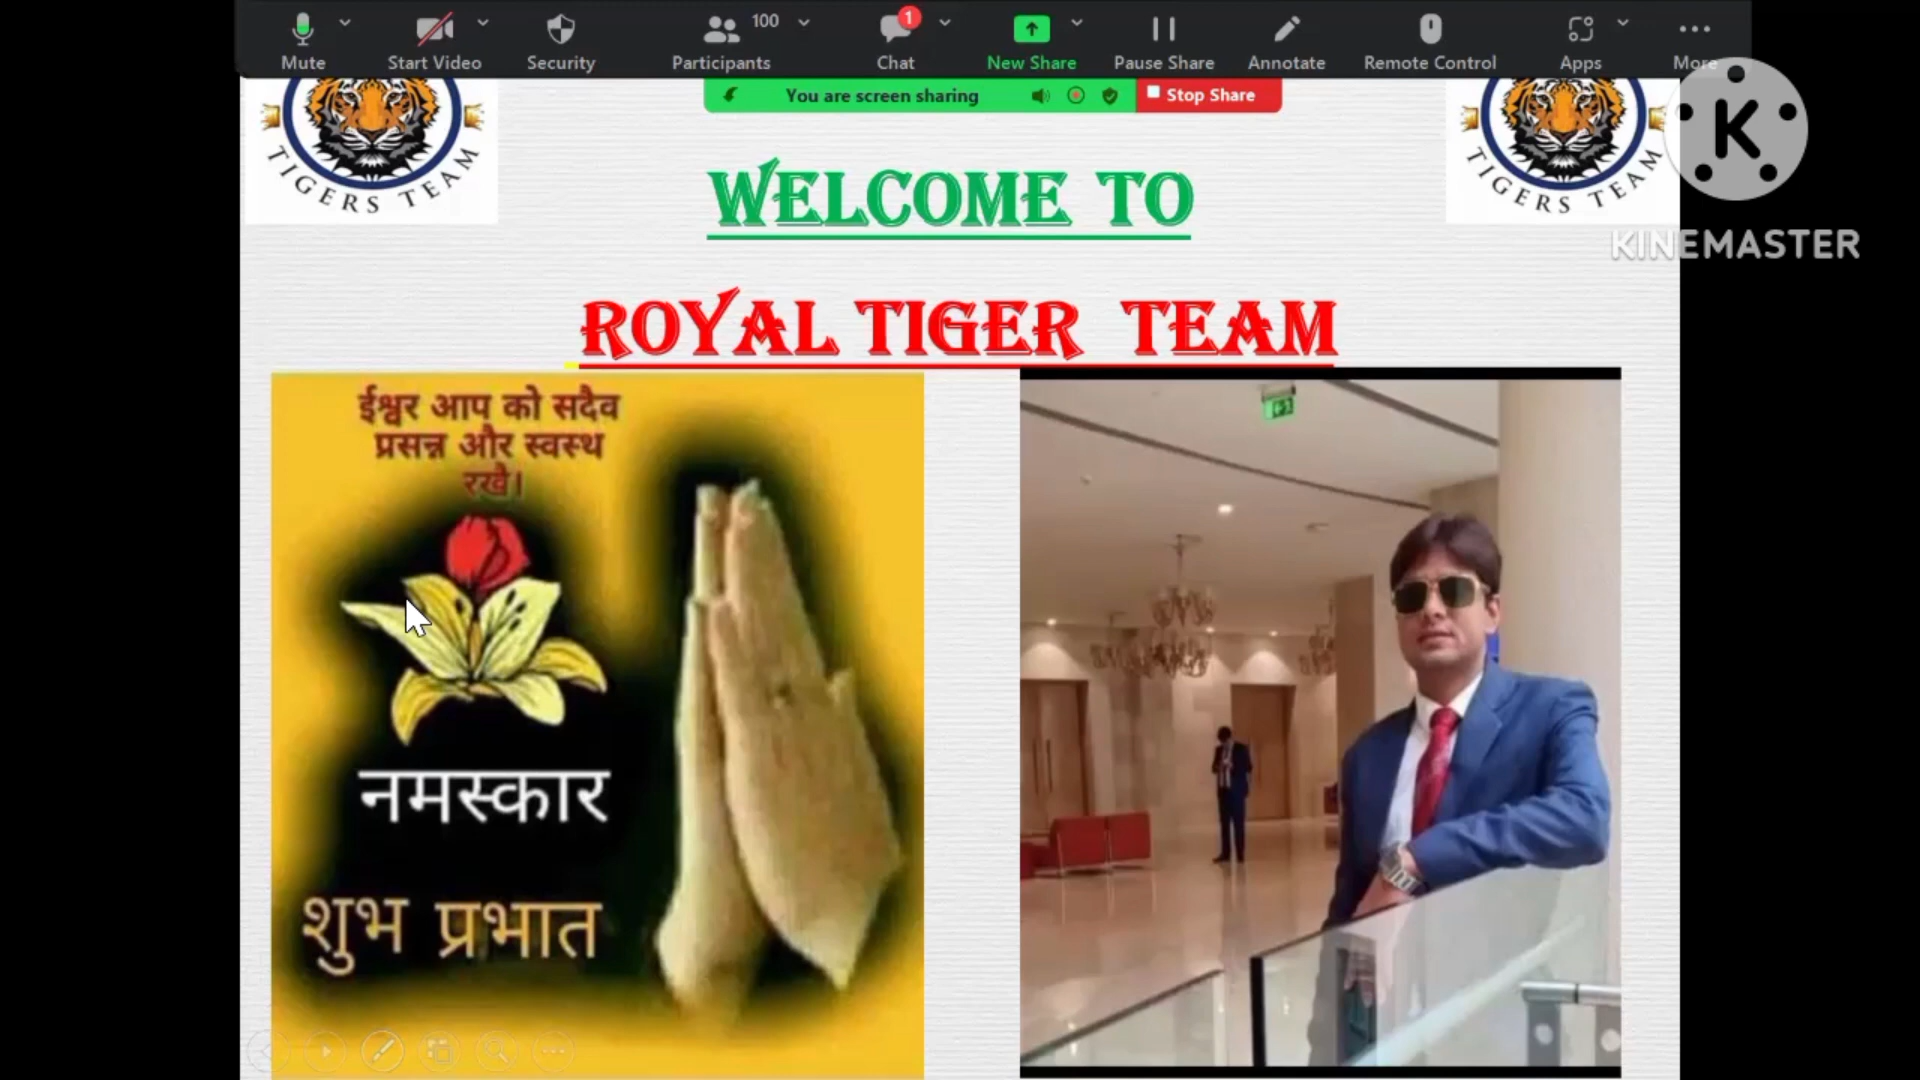 100
1
Mute
Start Video
Security
Participants
Chat
New Share
Pause Share
Annotate
Remote Control
Apps
More
You are screen sharing
Stop Share
TIGERS TEAM
TIGERS TEAM
K
KINEMASTER
WELCOME TO
ROYAL TIGER TEAM
ईश्वर आप को सदैव
प्रसन्न और स्वस्थ
रखै।
नमस्कार
शुभ प्रभात